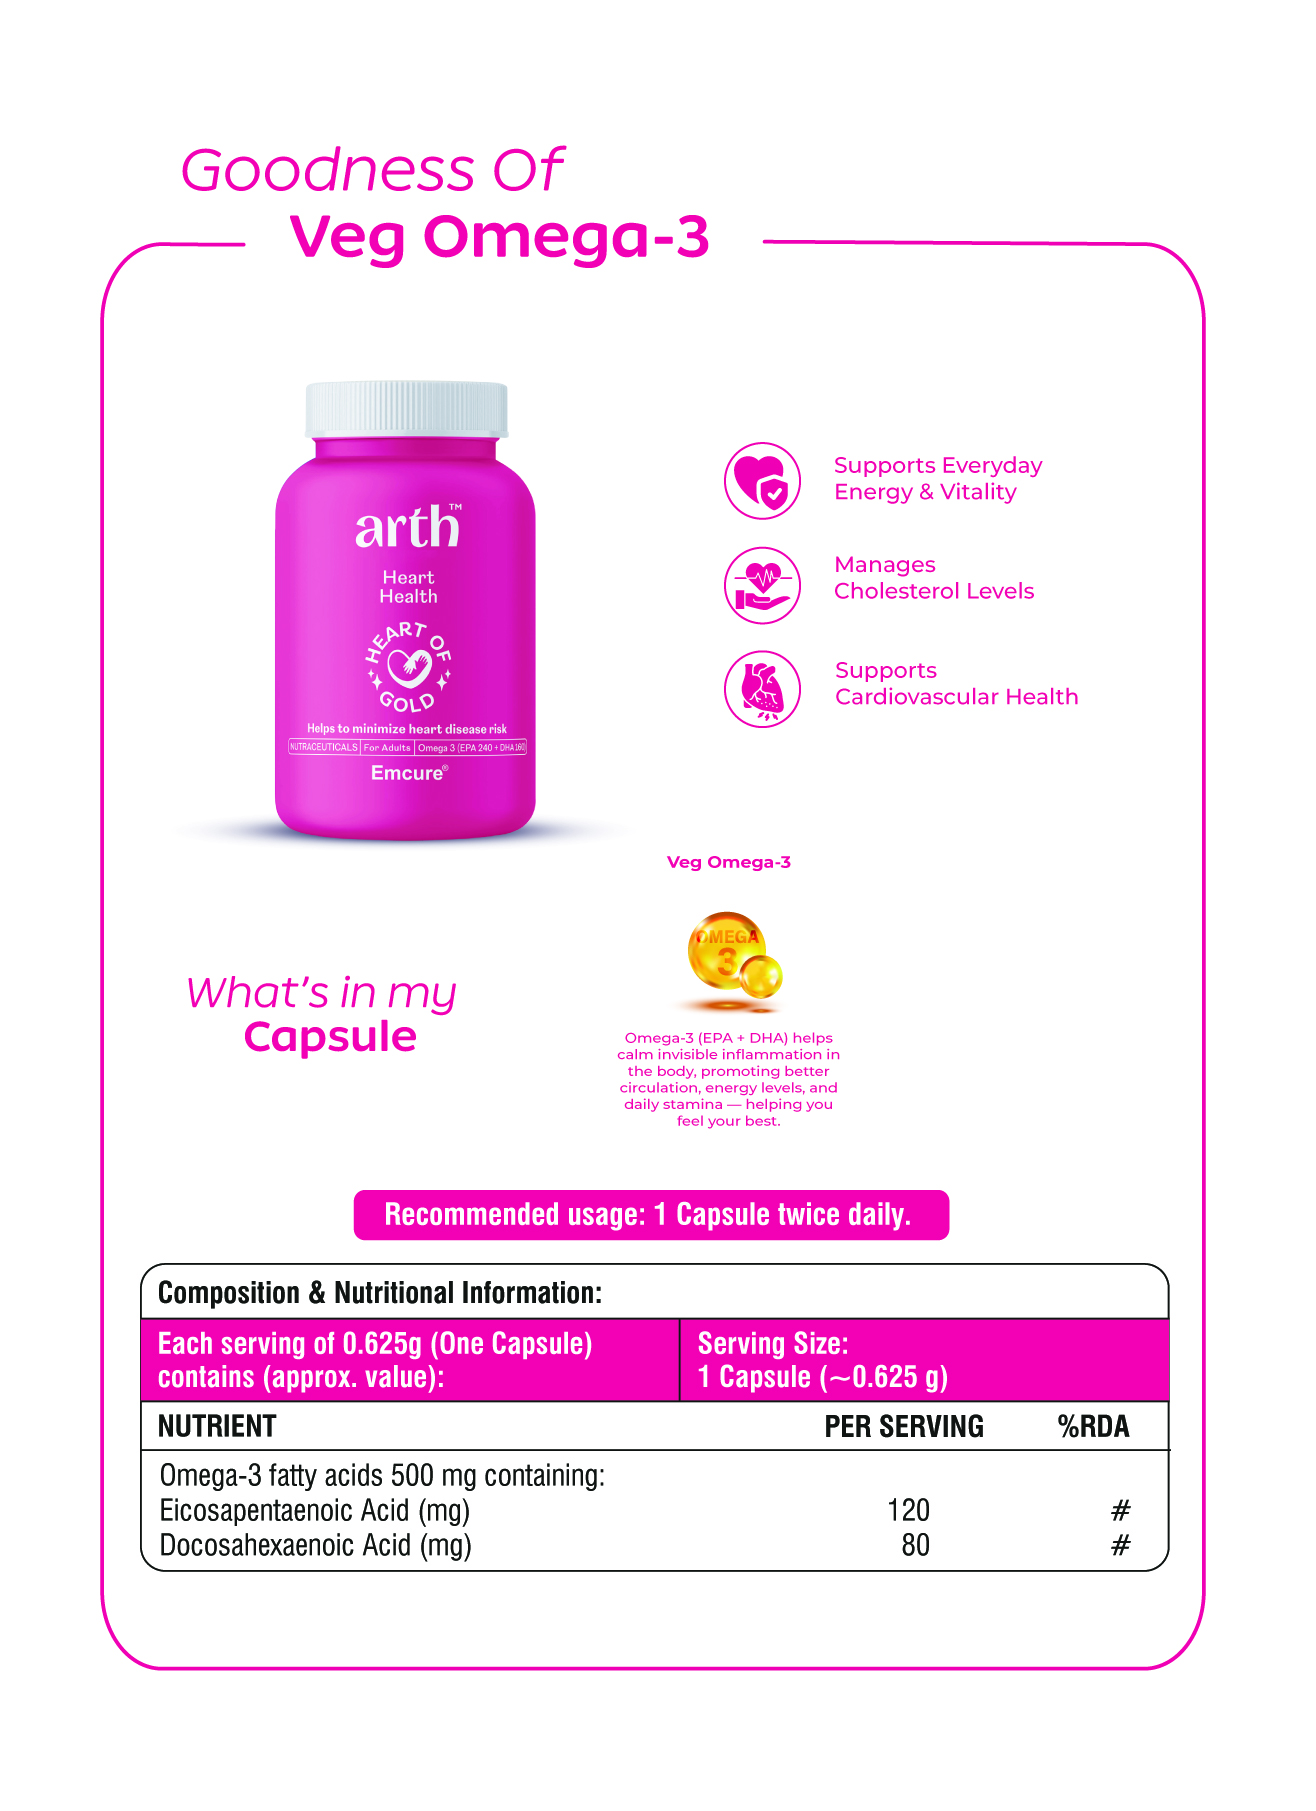 Goodness Of
Veg Omega-3
arth™
Heart
Health
HEART OF
GOLD
Helps to minimize heart disease risk
NUTRACEUTICALS For Adults Omega 3 (EPA 240 + DHA 160)
Emcure®
Supports Everyday
Energy & Vitality
Manages
Cholesterol Levels
Supports
Cardiovascular Health
Veg Omega-3
OMEGA
3
What's in my
Capsule
Omega-3 (EPA + DHA) helps
calm invisible inflammation in
the body, promoting better
circulation, energy levels, and
daily stamina — helping you
feel your best.
Recommended usage: 1 Capsule twice daily.
Composition & Nutritional Information:
Each serving of 0.625g (One Capsule)
contains (approx. value):
Serving Size:
1 Capsule (~0.625 g)
NUTRIENT PER SERVING %RDA
Omega-3 fatty acids 500 mg containing:
Eicosapentaenoic Acid (mg) 120 #
Docosahexaenoic Acid (mg) 80 #